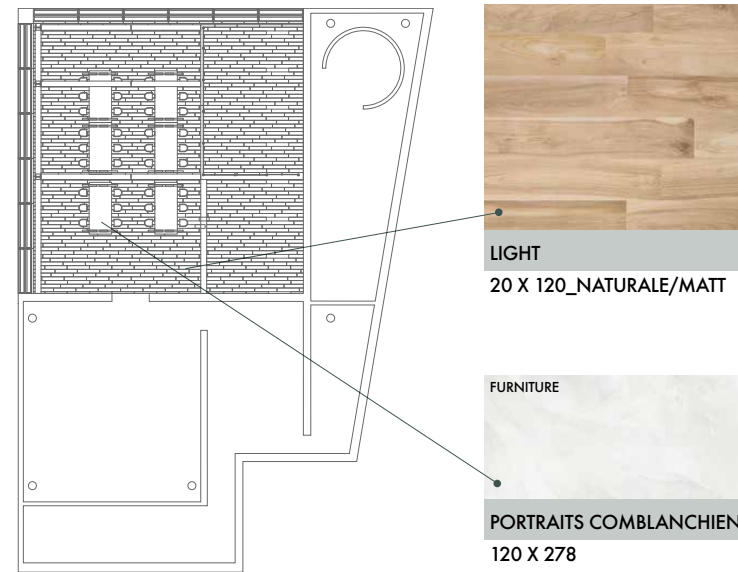 LIGHT
20 X 120_NATURALE/MATT
FURNITURE
PORTRAITS COMBLANCHIEN
120 X 278